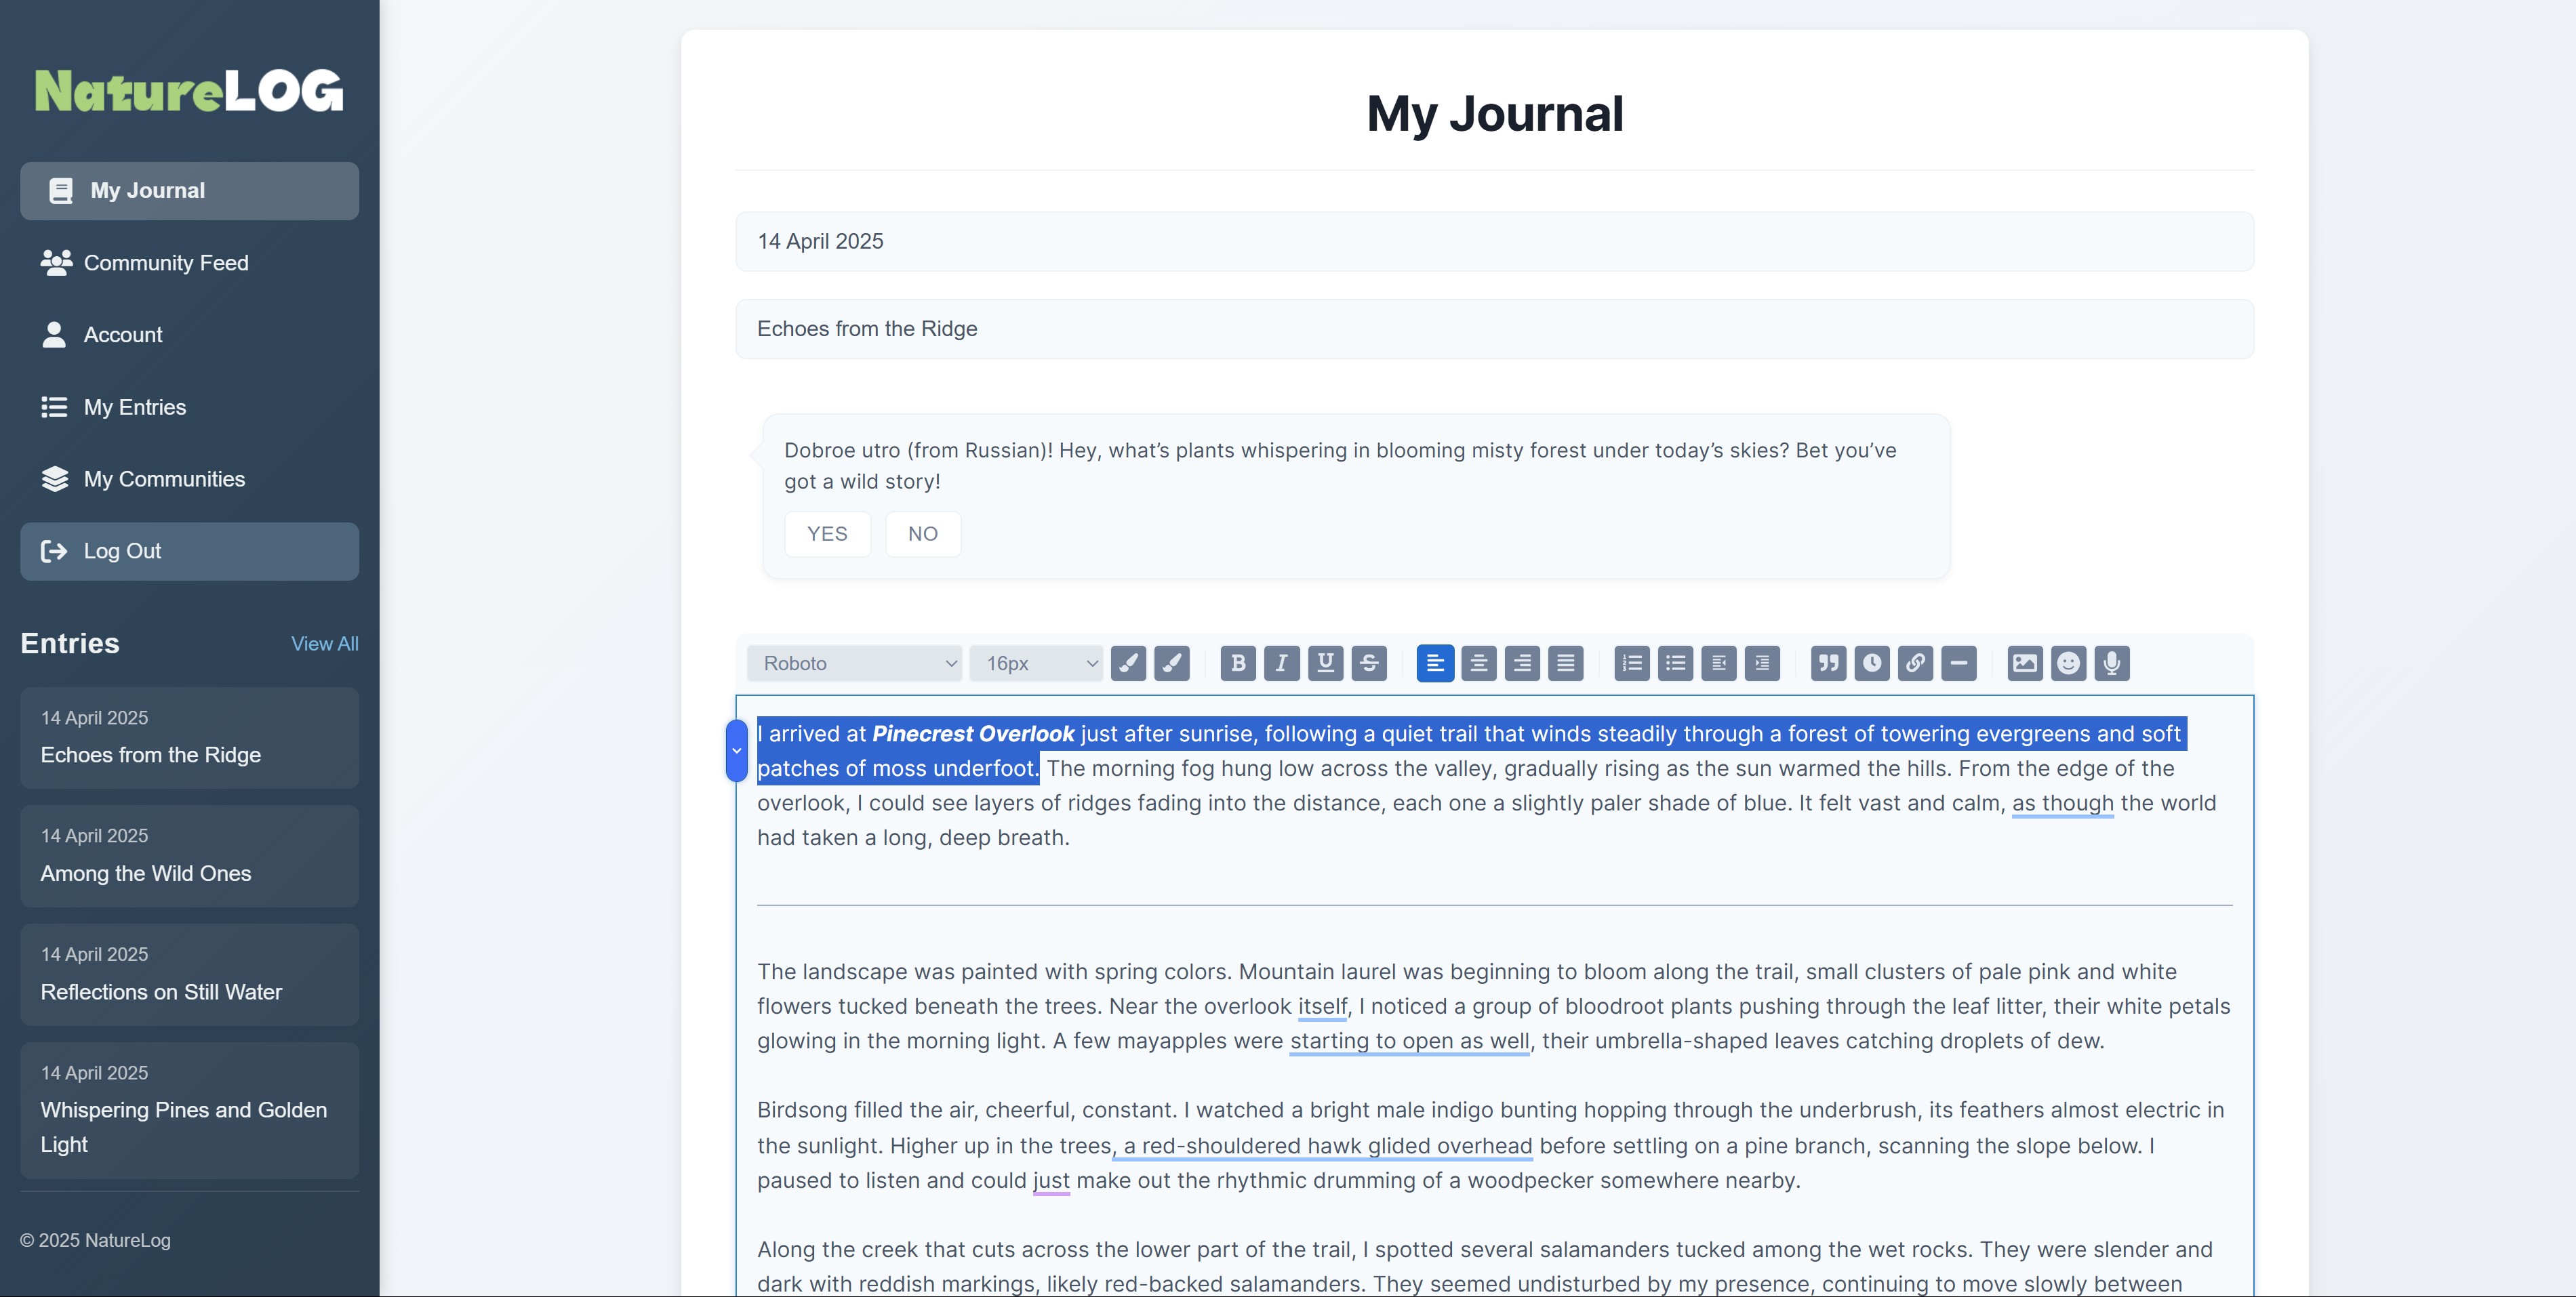 NatureLOG
My Journal
Community Feed
Account
My Entries
My Communities
Log Out
Entries
View All
14 April 2025
Echoes from the Ridge
14 April 2025
Among the Wild Ones
14 April 2025
Reflections on Still Water
14 April 2025
Whispering Pines and Golden
Light
© 2025 NatureLog
My Journal
14 April 2025
Echoes from the Ridge
Dobroe utro (from Russian)! Hey, what’s plants whispering in blooming misty forest under today’s skies? Bet you’ve
got a wild story!
YES
NO
Roboto
16px
I arrived at Pinecrest Overlook just after sunrise, following a quiet trail that winds steadily through a forest of towering evergreens and soft
patches of moss underfoot. The morning fog hung low across the valley, gradually rising as the sun warmed the hills. From the edge of the
overlook, I could see layers of ridges fading into the distance, each one a slightly paler shade of blue. It felt vast and calm, as though the world
had taken a long, deep breath.
The landscape was painted with spring colors. Mountain laurel was beginning to bloom along the trail, small clusters of pale pink and white
flowers tucked beneath the trees. Near the overlook itself, I noticed a group of bloodroot plants pushing through the leaf litter, their white petals
glowing in the morning light. A few mayapples were starting to open as well, their umbrella-shaped leaves catching droplets of dew.
Birdsong filled the air, cheerful, constant. I watched a bright male indigo bunting hopping through the underbrush, its feathers almost electric in
the sunlight. Higher up in the trees, a red-shouldered hawk glided overhead before settling on a pine branch, scanning the slope below. I
paused to listen and could just make out the rhythmic drumming of a woodpecker somewhere nearby.
Along the creek that cuts across the lower part of the trail, I spotted several salamanders tucked among the wet rocks. They were slender and
dark with reddish markings, likely red-backed salamanders. They seemed undisturbed by my presence, continuing to move slowly between